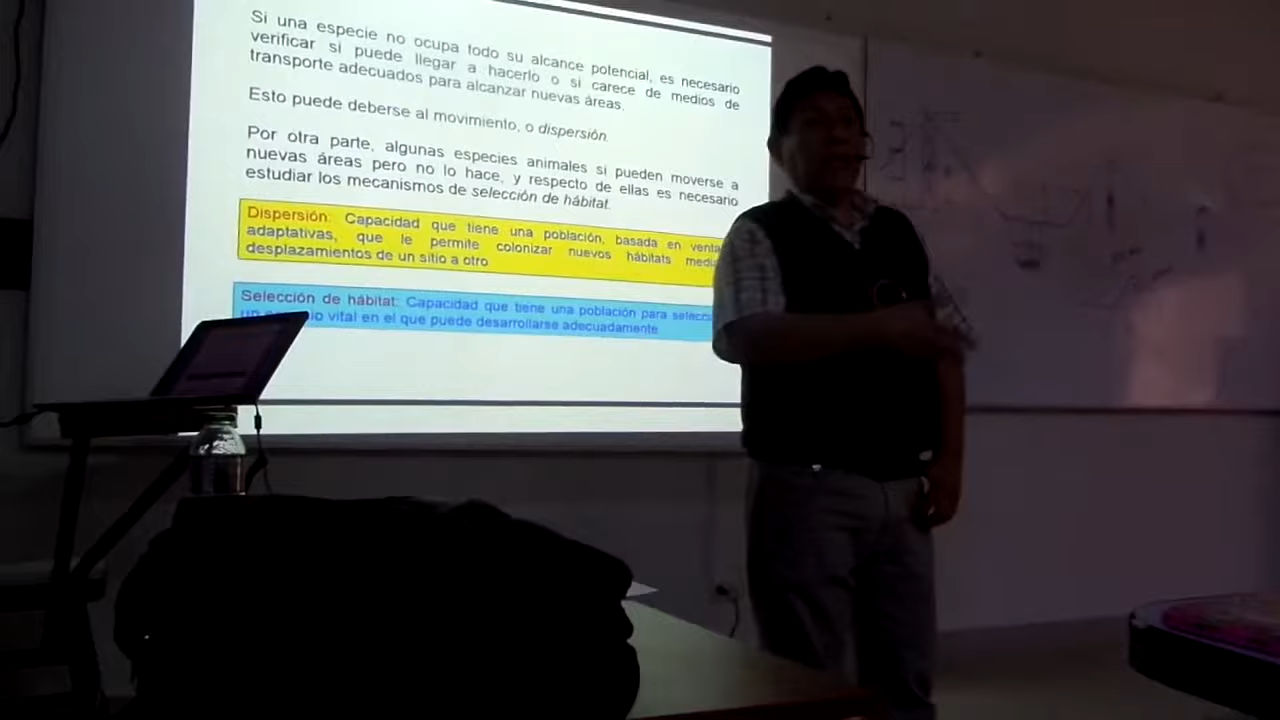 Si una especie no ocupa todo su alcance potencial, es necesario
verificar si puede llegar a hacerlo o si carece de medios de
transporte adecuados para alcanzar nuevas áreas.
Esto puede deberse al movimiento, o dispersión.
Por otra parte, algunas especies animales si pueden moverse a
nuevas áreas pero no lo hace, y respecto de ellas es necesario
estudiar los mecanismos de selección de hábitat.
Dispersión: Capacidad que tiene una población, basada en
adaptativas, que le permite colonizar nuevos hábitats
desplazamientos de un sitio a otro
Selección de hábitat: Capacidad que tiene una población para
vital en el que puede desarrollarse adecuadamente